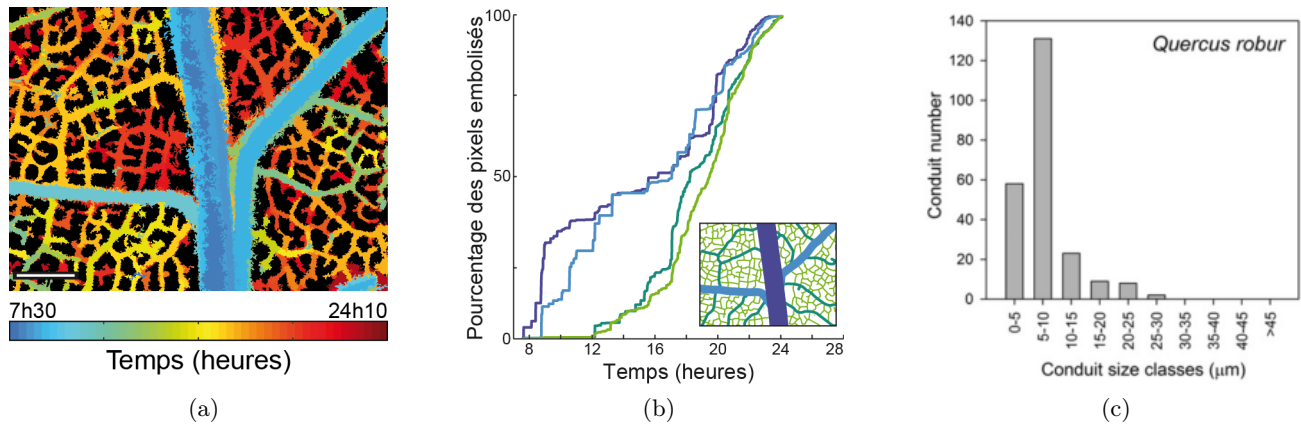 7h30 24h10
Temps (heures)
(a)
Pourcentage des pixels embolisés
100
50
0
8 12 16 20 24 28
Temps (heures)
(b)
Quercus robur
Conduit number
140
120
100
80
60
40
20
0
0-5 5-10 10-15 15-20 20-25 25-30 30-35 35-40 40-45 >45
Conduit size classes (μm)
(c)